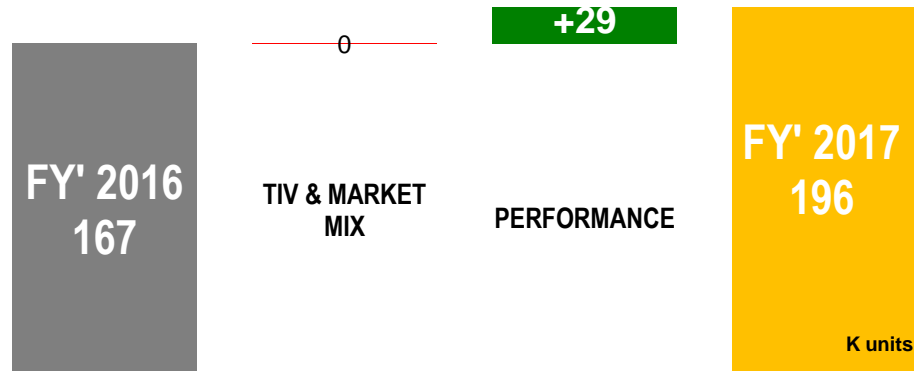 +29
0
FY' 2016
167
TIV & MARKET
MIX
PERFORMANCE
FY' 2017
196
K units